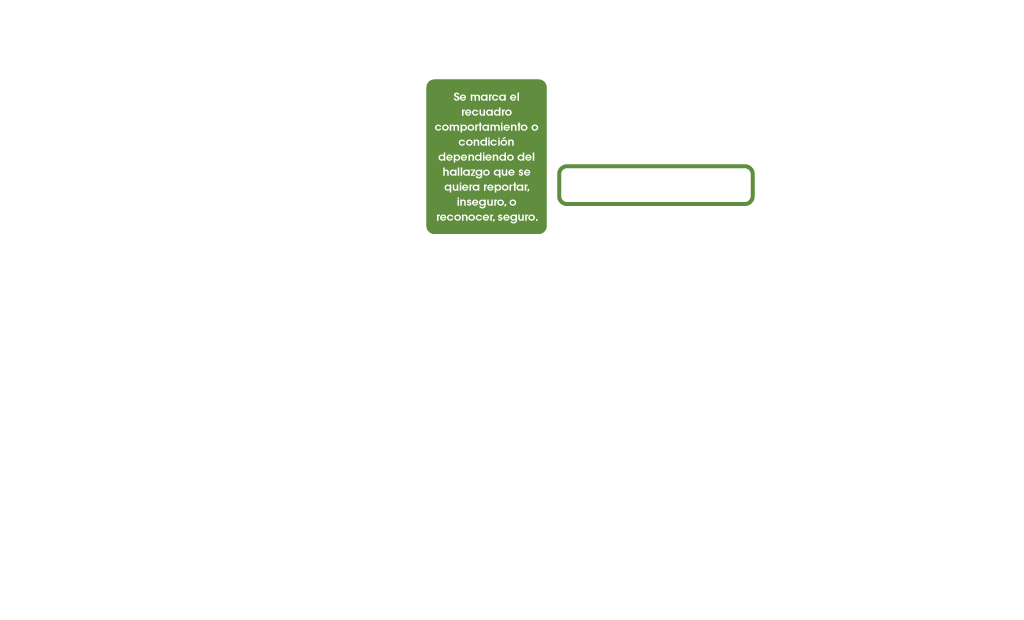 Se marca el
recuadro
comportamiento o
condición
dependiendo del
hallazgo que se
quiera reportar,
inseguro, o
reconocer, seguro.